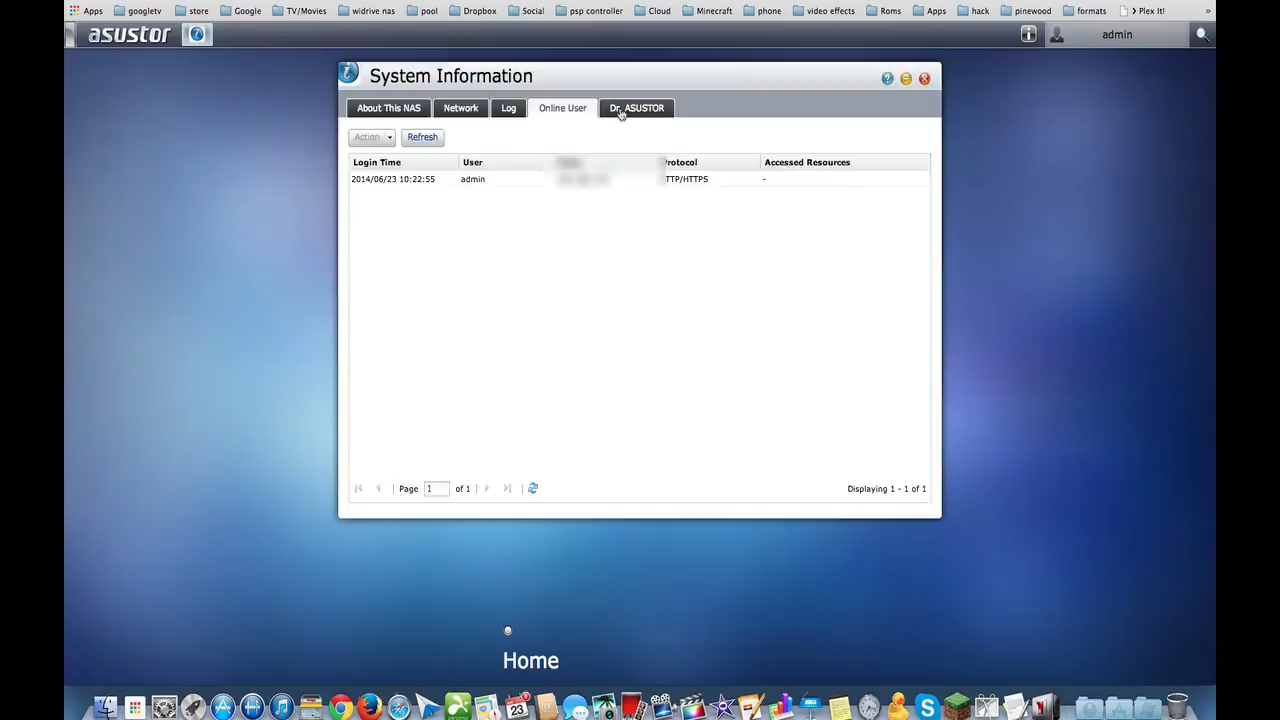 Apps googletv store Google TV/Movies widrive nas pool Dropbox Social psp controller Cloud Minecraft phone video effects Roms Apps hack pinewood formats > Plex It! »
asustor admin
System Information
About This NAS Network Log Online User Dr. ASUSTOR
Action Refresh
Login Time User Protocol Accessed Resources
2014/06/23 10:22:55 admin TTP/HTTPS -
Page 1 of 1 Displaying 1 - 1 of 1
Home
23